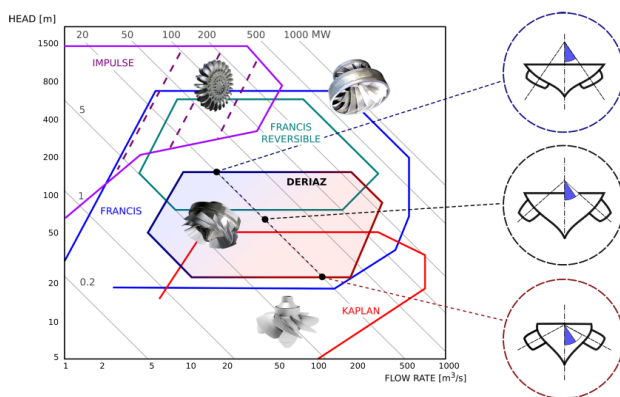 HEAD [m]
20 50 100 200 500 1000 MW
1500
IMPULSE
800
5
400
FRANCIS
REVERSIBLE
200
DERIAZ
1
100
FRANCIS
50
0.2
20
KAPLAN
10
5
1 2 5 10 20 50 100 200 500 1000
FLOW RATE [m³/s]